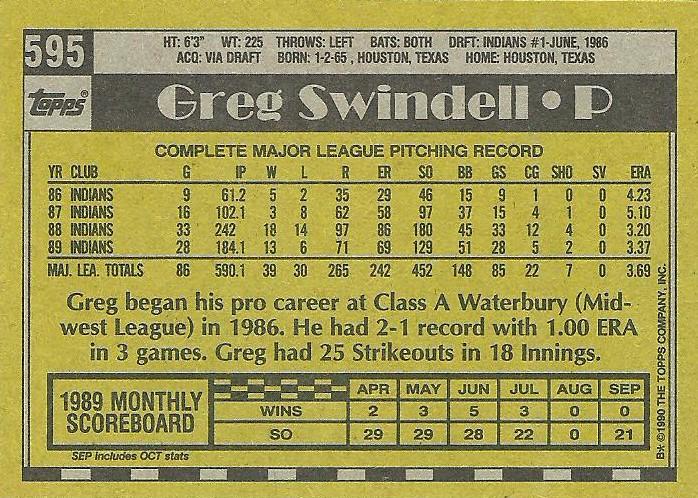 595
HT: 6'3" WT: 225 THROWS: LEFT BATS: BOTH DRFT: INDIANS #1-JUNE, 1986
ACQ: VIA DRAFT BORN: 1-2-65 , HOUSTON, TEXAS HOME: HOUSTON, TEXAS
Topps®
Greg Swindell • P
COMPLETE MAJOR LEAGUE PITCHING RECORD
YR CLUB G IP W L R ER SO BB GS CG SHO SV ERA
86 INDIANS 9 61.2 5 2 35 29 46 15 9 1 0 0 4.23
87 INDIANS 16 102.1 3 8 62 58 97 37 15 4 1 0 5.10
88 INDIANS 33 242 18 14 97 86 180 45 33 12 4 0 3.20
89 INDIANS 28 184.1 13 6 71 69 129 51 28 5 2 0 3.37
MAJ. LEA. TOTALS 86 590.1 39 30 265 242 452 148 85 22 7 0 3.69
Greg began his pro career at Class A Waterbury (Mid-
west League) in 1986. He had 2-1 record with 1.00 ERA
in 3 games. Greg had 25 Strikeouts in 18 Innings.
1989 MONTHLY
SCOREBOARD
APR MAY JUN JUL AUG SEP
WINS 2 3 5 3 0 0
SO 29 29 28 22 0 21
SEP includes OCT stats
B* ©1990 THE TOPPS COMPANY, INC.